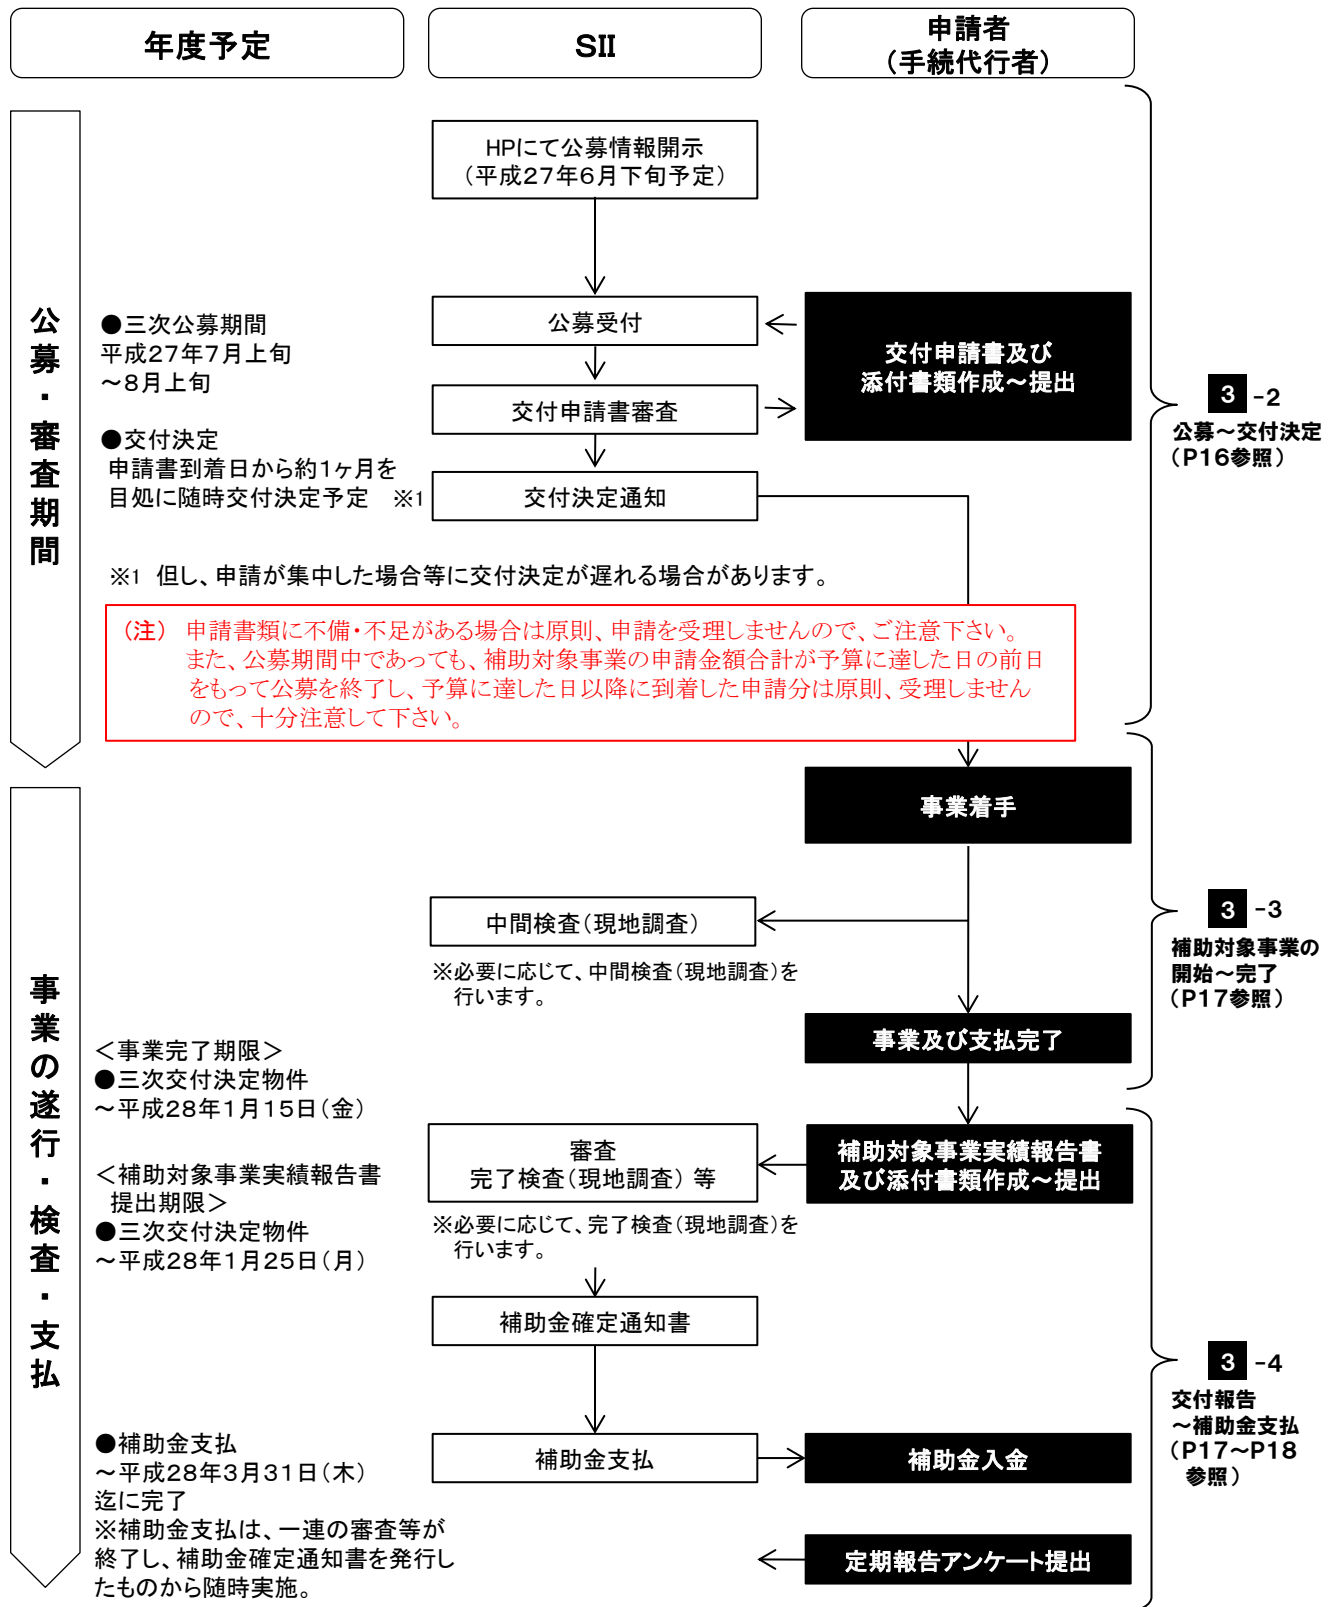 年度予定
SII
申請者
(手続代行者)
公募・審査期間
HPにて公募情報開示
(平成27年6月下旬予定)
●三次公募期間
平成27年7月上旬
~8月上旬
公募受付
交付申請書及び
添付書類作成~提出
交付申請書審査
●交付決定
申請書到着日から約1ヶ月を
目処に随時交付決定予定 ※1
交付決定通知
3 -2
公募~交付決定
(P16参照)
※1 但し、申請が集中した場合等に交付決定が遅れる場合があります。
(注) 申請書類に不備・不足がある場合は原則、申請を受理しませんので、ご注意下さい。
また、公募期間中であっても、補助対象事業の申請金額合計が予算に達した日の前日
をもって公募を終了し、予算に達した日以降に到着した申請分は原則、受理しません
ので、十分注意して下さい。
事業の遂行・検査・支払
事業着手
中間検査(現地調査)
※必要に応じて、中間検査(現地調査)を
行います。
3 -3
補助対象事業の
開始~完了
(P17参照)
事業及び支払完了
<事業完了期限>
●三次交付決定物件
~平成28年1月15日(金)
<補助対象事業実績報告書
提出期限>
●三次交付決定物件
~平成28年1月25日(月)
審査
完了検査(現地調査) 等
補助対象事業実績報告書
及び添付書類作成~提出
※必要に応じて、完了検査(現地調査)を
行います。
補助金確定通知書
3 -4
交付報告
~補助金支払
(P17~P18
参照)
●補助金支払
~平成28年3月31日(木)
迄に完了
※補助金支払は、一連の審査等が
終了し、補助金確定通知書を発行し
たものから随時実施。
補助金支払
補助金入金
定期報告アンケート提出